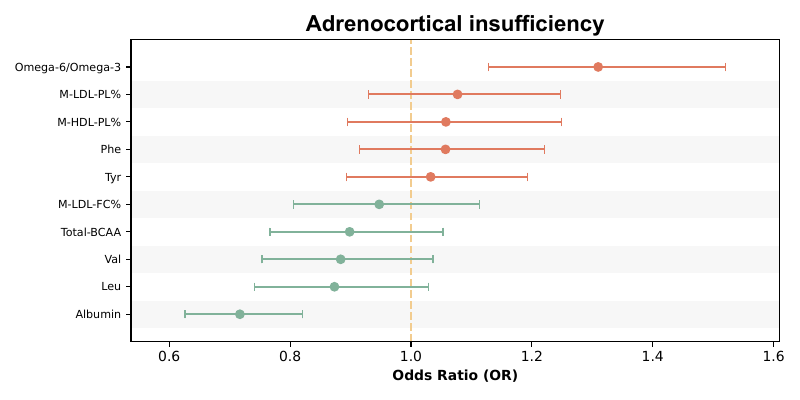 Adrenocortical insufficiency
Omega-6/Omega-3
M-LDL-PL%
M-HDL-PL%
Phe
Tyr
M-LDL-FC%
Total-BCAA
Val
Leu
Albumin
0.6 0.8 1.0 1.2 1.4 1.6
Odds Ratio (OR)